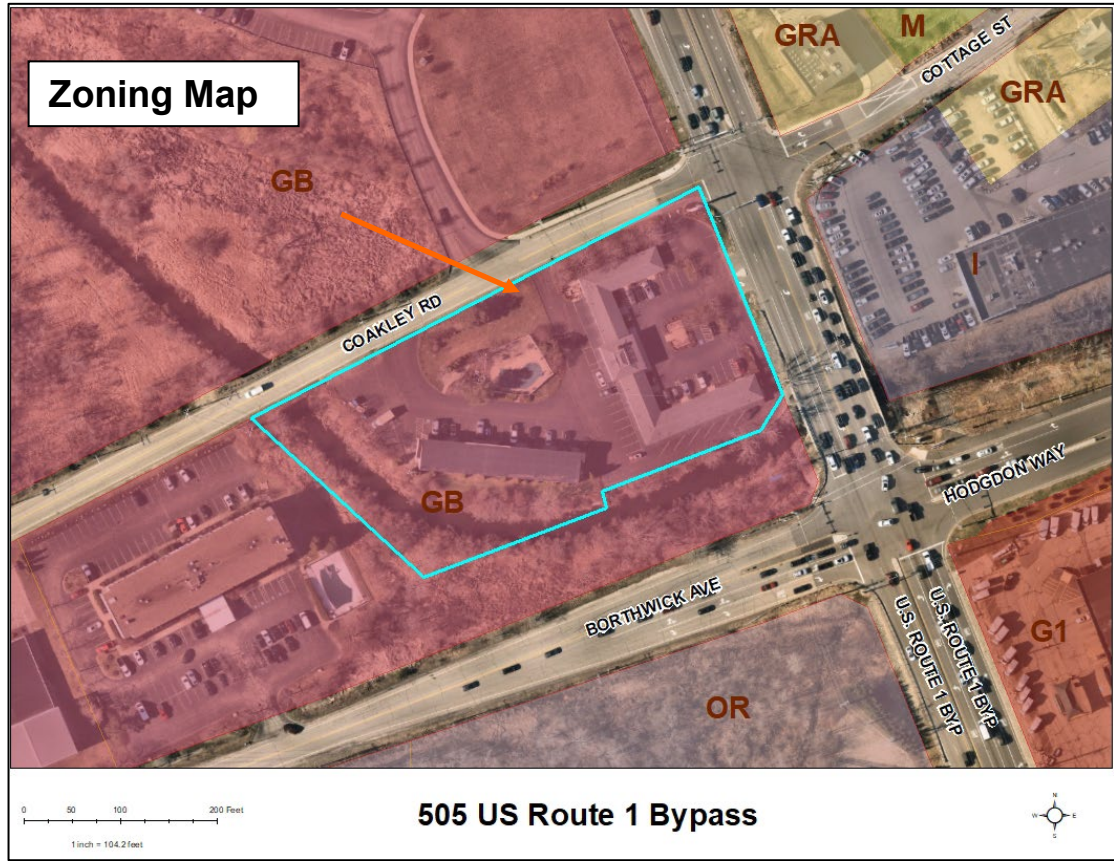 GRA
M
COTTAGE ST
Zoning Map
GRA
GB
I
COAKLEY RD
GB
HODGDON WAY
BORTHWICK AVE
U.S. ROUTE 1 BYP
U.S. ROUTE 1 BYP
G1
OR
0 50 100 200 Feet
1 inch = 104.2 feet
505 US Route 1 Bypass
N
W E
S